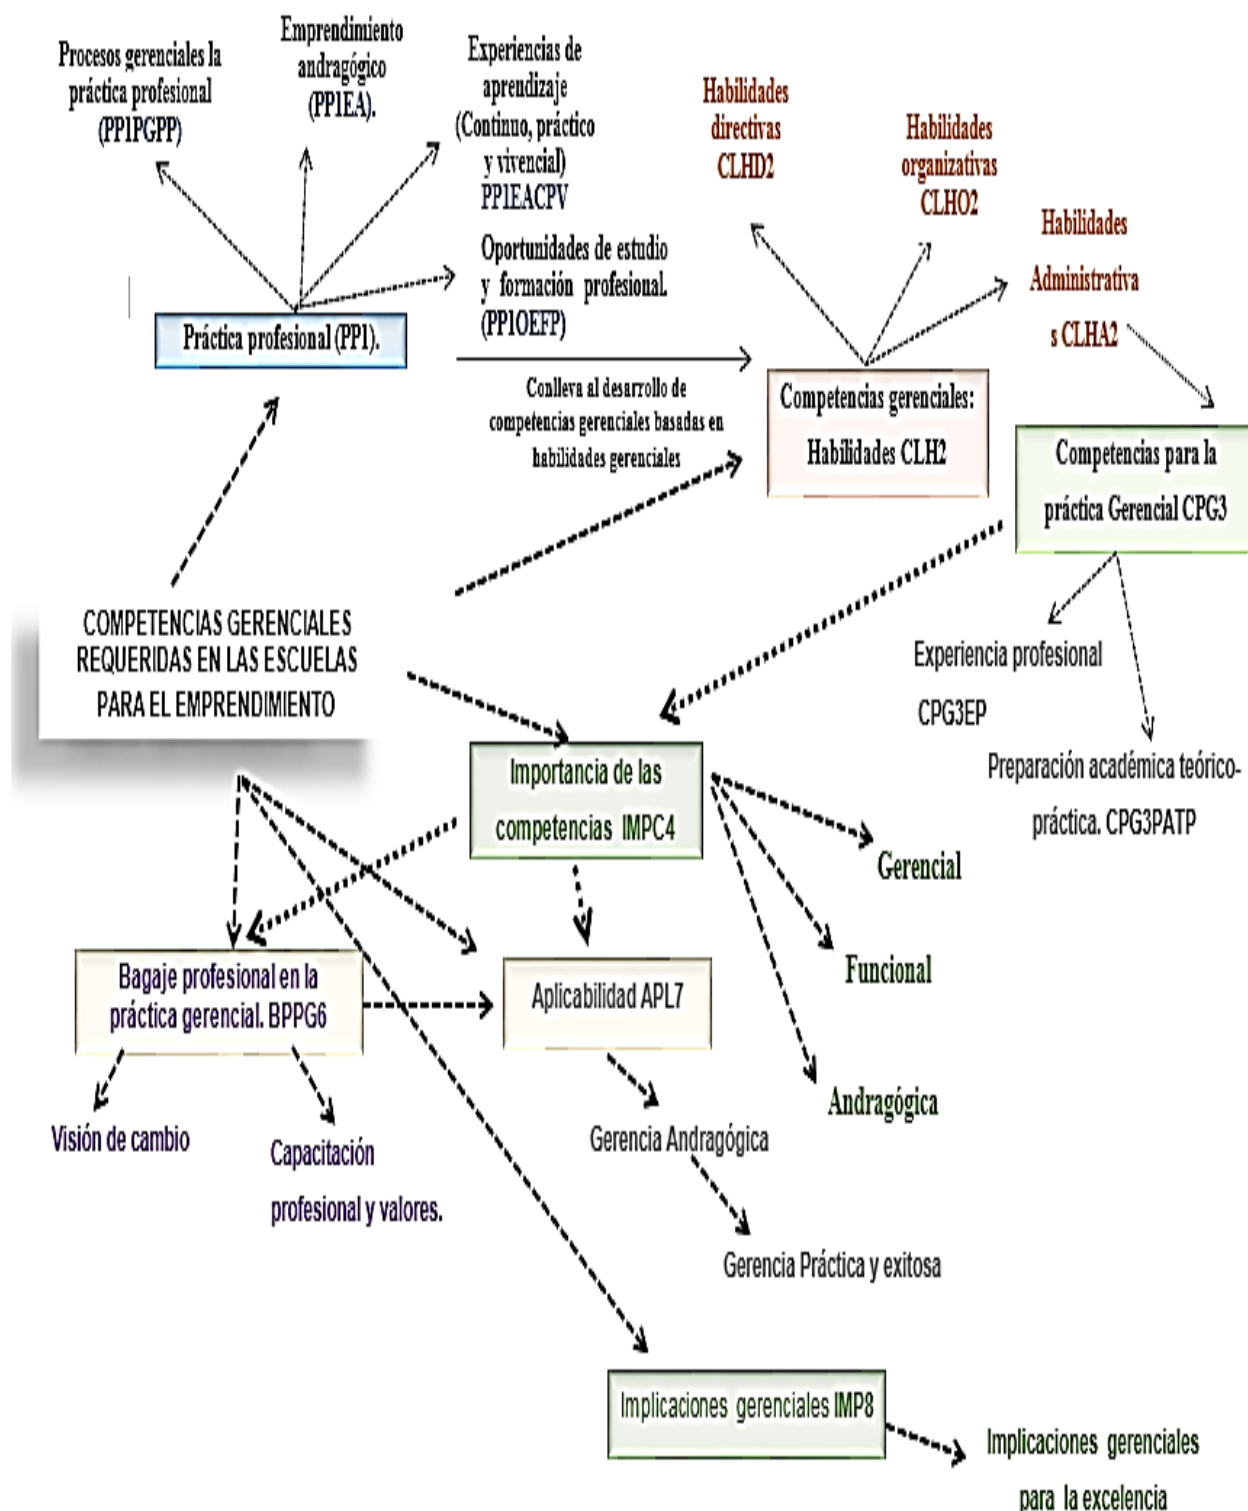 Procesos gerenciales la
práctica profesional
(PP1PGPP)
Emprendimiento
andragógico
(PP1EA).
Experiencias de
aprendizaje
(Continuo, práctico
y vivencial)
PP1EACPV
Oportunidades de estudio
y formación profesional.
(PP1OEFP)
Habilidades
directivas
CLHD2
Habilidades
organizativas
CLHO2
Habilidades
Administrativa
s CLHA2
Práctica profesional (PP1).
Conlleva al desarrollo de
competencias gerenciales basadas en
habilidades gerenciales
Competencias gerenciales:
Habilidades CLH2
Competencias para la
práctica Gerencial CPG3
COMPETENCIAS GERENCIALES
REQUERIDAS EN LAS ESCUELAS
PARA EL EMPRENDIMIENTO
Experiencia profesional
CPG3EP
Preparación académica teórico-
práctica. CPG3PATP
Importancia de las
competencias IMPC4
Gerencial
Funcional
Andragógica
Bagaje profesional en la
práctica gerencial. BPPG6
Aplicabilidad APL7
Visión de cambio
Capacitación
profesional y valores.
Gerencia Andragógica
Gerencia Práctica y exitosa
Implicaciones gerenciales IMP8
Implicaciones gerenciales
para la excelencia